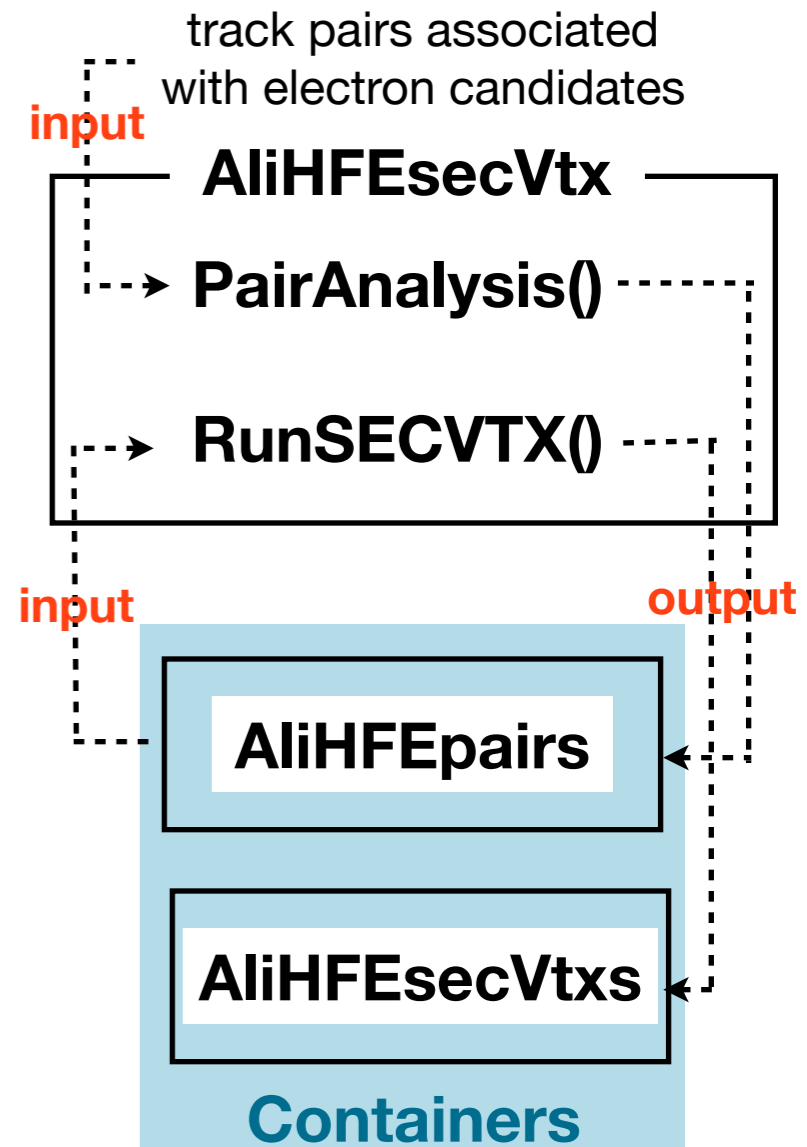 track pairs associated
with electron candidates
input
AliHFEsecVtx
PairAnalysis()
RunSECVTX()
input
output
AliHFEpairs
AliHFEsecVtxs
Containers